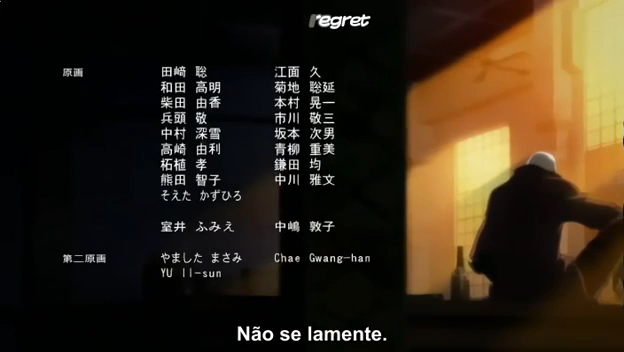 regret
原画 田﨑 聡 江面 久
和田 高明 菊地 聡延
柴田 由香 本村 晃一
兵頭 敬 市川 敬三
中村 深雪 坂本 次男
高崎 由利 青柳 重美
柘植 孝 鎌田 均
熊田 智子 中川 雅文
そえた かずひろ
室井 ふみえ 中嶋 敦子
第二原画 やました まさみ Chae Gwang-han
YU Il-sun
Não se lamente.